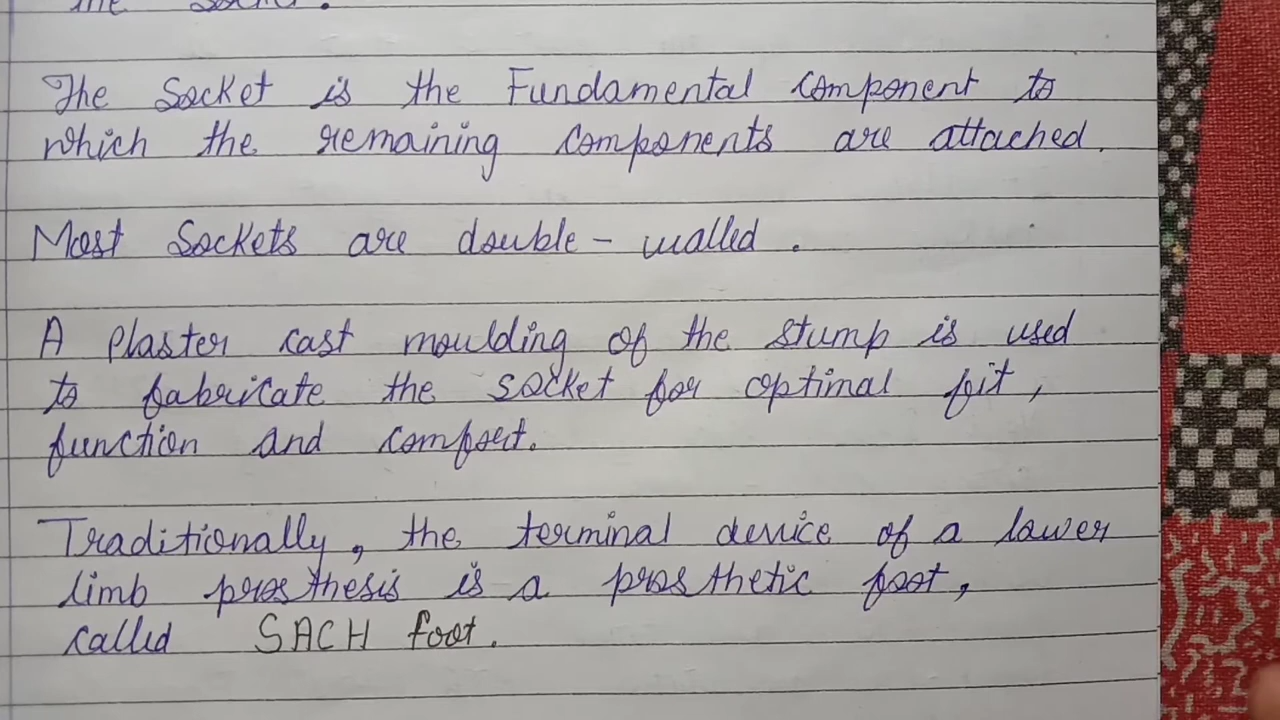 the socket.
The Socket is the Fundamental component to
which the remaining components are attached.
Most Sockets are double-walled.
A Plaster cast moulding of the stump is used
to fabricate the socket for optimal fit,
function and comfort.
Traditionally, the terminal device of a lower
limb prosthesis is a prosthetic foot,
called SACH foot.